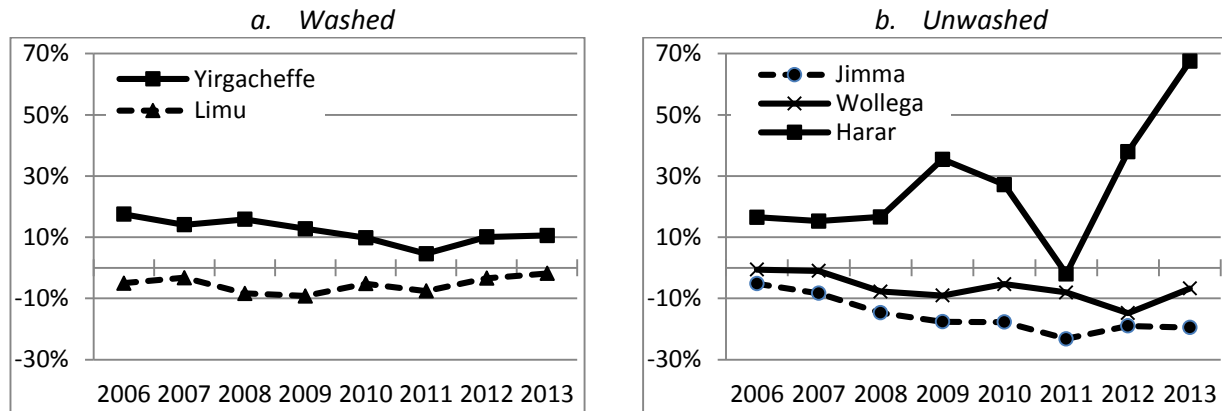 a. Washed
70%
50%
30%
10%
-10%
-30%
Yirgacheffe
Limu
2006 2007 2008 2009 2010 2011 2012 2013
b. Unwashed
70%
50%
30%
10%
-10%
-30%
Jimma
Wollega
Harar
2006 2007 2008 2009 2010 2011 2012 2013